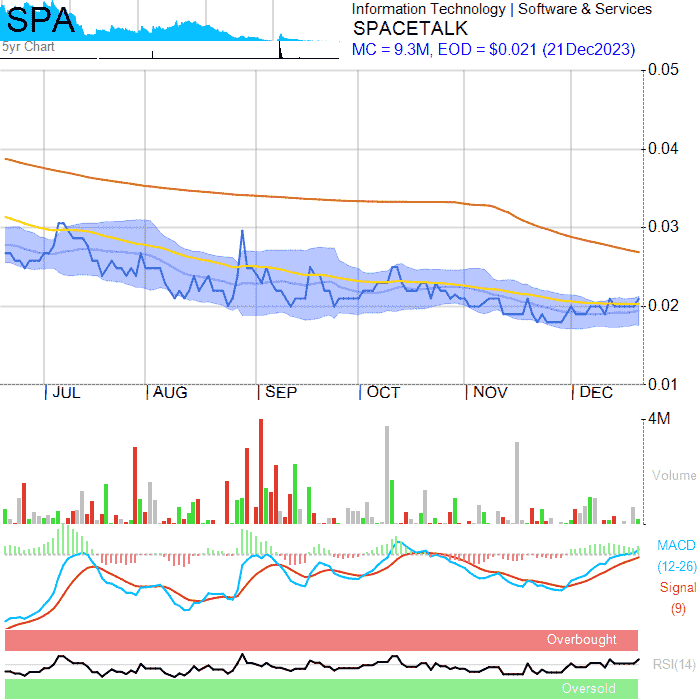 SPA
Information Technology | Software & Services
SPACETALK
5yr Chart
MC = 9.3M, EOD = $0.021 (21Dec2023)
0.05
0.04
0.03
0.02
0.01
| JUL | AUG | SEP | OCT | NOV | DEC
4M
Volume
MACD
(12-26)
Signal
(9)
Overbought
RSI(14)
Oversold